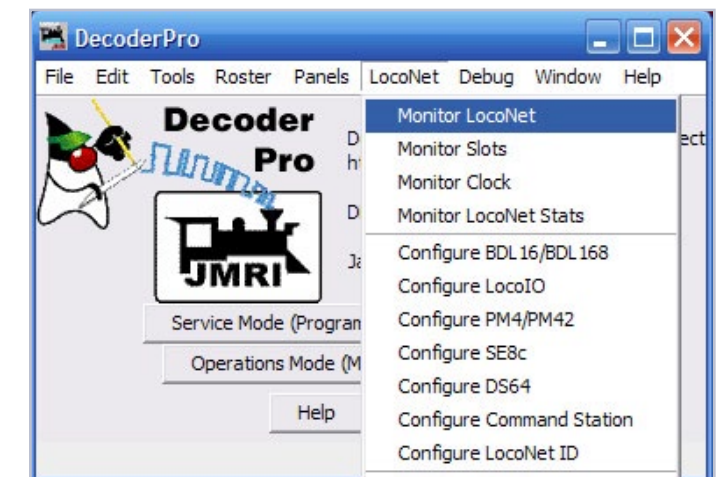 DecoderPro
File Edit Tools Roster Panels LocoNet Debug Window Help
Decoder
Pro
JMRI
Service Mode (Program
Operations Mode (M
Help
Monitor LocoNet
Monitor Slots
Monitor Clock
Monitor LocoNet Stats
Configure BDL16/BDL168
Configure LocoIO
Configure PM4/PM42
Configure SE8c
Configure DS64
Configure Command Station
Configure LocoNet ID